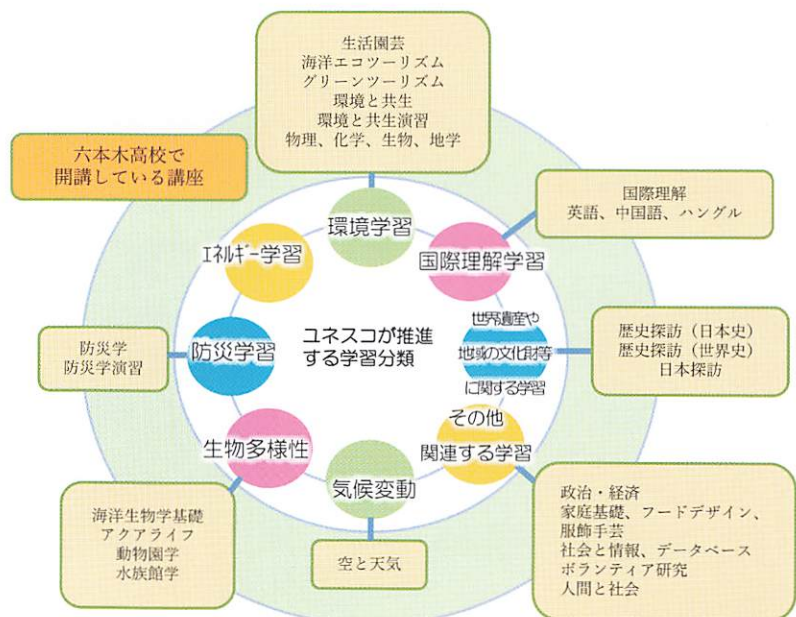 生活園芸
海洋エコツーリズム
グリーンツーリズム
環境と共生
環境と共生演習
物理、化学、生物、地学
六本木高校で
開講している講座
国際理解
英語、中国語、ハングル
環境学習
エネルギー学習
国際理解学習
防災学
防災学演習
防災学習
ユネスコが推進
する学習分類
世界遺産や
地域の文化財等
に関する学習
歴史探訪（日本史）
歴史探訪（世界史）
日本探訪
生物多様性
気候変動
その他
関連する学習
海洋生物学基礎
アクアライフ
動物園学
水族館学
空と天気
政治・経済
家庭基礎、フードデザイン、
服飾手芸
社会と情報、データベース
ボランティア研究
人間と社会